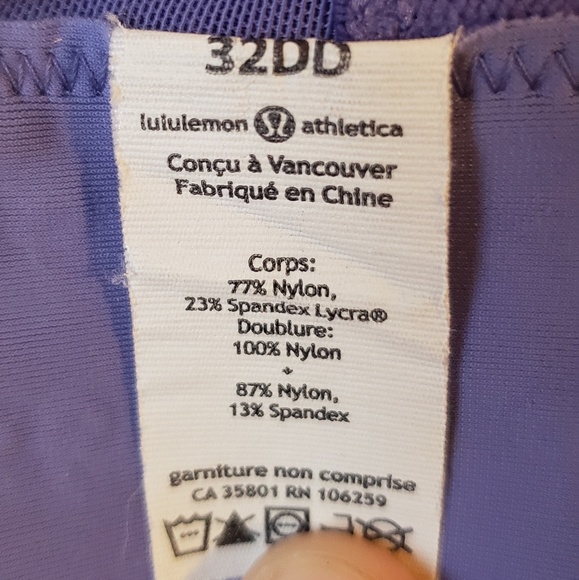 32DD
lululemon athletica
Conçu à Vancouver
Fabriqué en Chine
Corps:
77% Nylon,
23% Spandex Lycra®
Doublure:
100% Nylon
+
87% Nylon,
13% Spandex
garniture non comprise
CA 35801 RN 106259